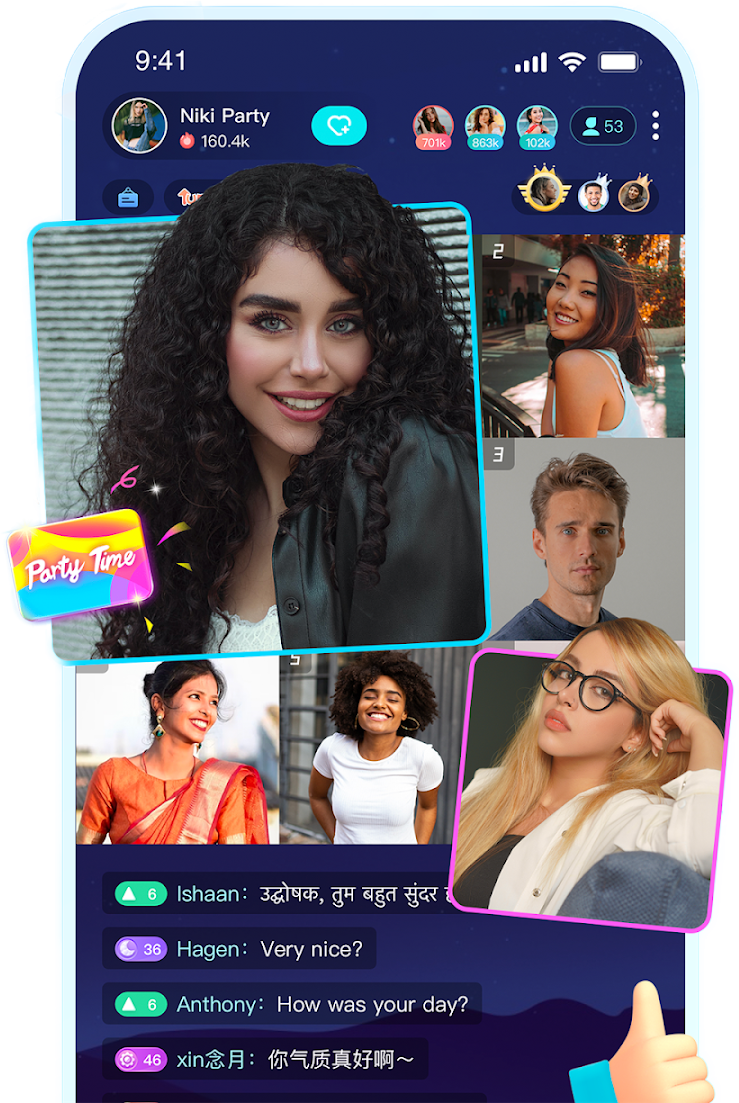 9:41
Niki Party
160.4k
701k
863k
102k
53
2
3
Party Time
5
6 Ishaan: उद्घोषक, तुम बहुत सुंदर
36 Hagen: Very nice?
6 Anthony: How was your day?
46 xin念月: 你气质真好啊～